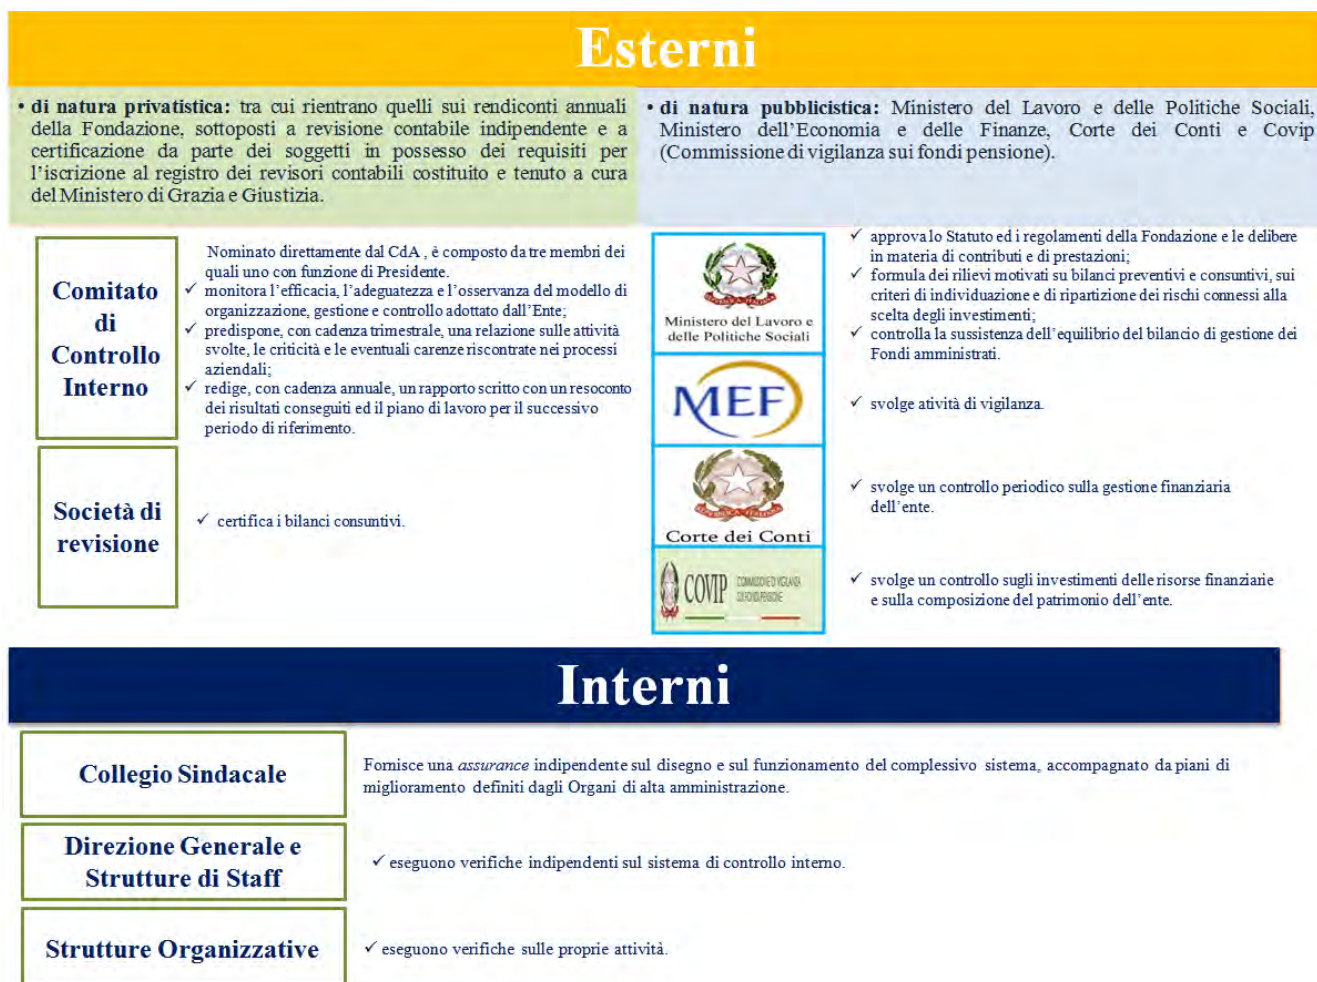 Esterni
• di natura privatistica: tra cui rientrano quelli sui rendiconti annuali
della Fondazione, sottoposti a revisione contabile indipendente e a
certificazione da parte dei soggetti in possesso dei requisiti per
l'iscrizione al registro dei revisori contabili costituito e tenuto a cura
del Ministero di Grazia e Giustizia.
• di natura pubblicistica: Ministero del Lavoro e delle Politiche Sociali,
Ministero dell'Economia e delle Finanze, Corte dei Conti e Covip
(Commissione di vigilanza sui fondi pensione).
Comitato
di
Controllo
Interno
Nominato direttamente dal CdA , è composto da tre membri dei
quali uno con funzione di Presidente.
✓ monitora l'efficacia, l'adeguatezza e l'osservanza del modello di
organizzazione, gestione e controllo adottato dall'Ente;
✓ predispone, con cadenza trimestrale, una relazione sulle attività
svolte, le criticità e le eventuali carenze riscontrate nei processi
aziendali;
✓ redige, con cadenza annuale, un rapporto scritto con un resoconto
dei risultati conseguiti ed il piano di lavoro per il successivo
periodo di riferimento.
Società di
revisione
✓ certifica i bilanci consuntivi.
Ministero del Lavoro e
delle Politiche Sociali
✓ approva lo Statuto ed i regolamenti della Fondazione e le delibere
in materia di contributi e di prestazioni;
✓ formula dei rilievi motivati su bilanci preventivi e consuntivi, sui
criteri di individuazione e di ripartizione dei rischi connessi alla
scelta degli investimenti;
✓ controlla la sussistenza dell'equilibrio del bilancio di gestione dei
Fondi amministrati.
MEF
✓ svolge atività di vigilanza.
Corte dei Conti
✓ svolge un controllo periodico sulla gestione finanziaria
dell'ente.
COVIP
COMMISSIONE DI VIGILANZA
SUI FONDI PENSIONE
✓ svolge un controllo sugli investimenti delle risorse finanziarie
e sulla composizione del patrimonio dell'ente.
Interni
Collegio Sindacale
Fornisce una assurance indipendente sul disegno e sul funzionamento del complessivo sistema, accompagnato da piani di
miglioramento definiti dagli Organi di alta amministrazione.
Direzione Generale e
Strutture di Staff
✓ eseguono verifiche indipendenti sul sistema di controllo interno.
Strutture Organizzative
✓ eseguono verifiche sulle proprie attività.